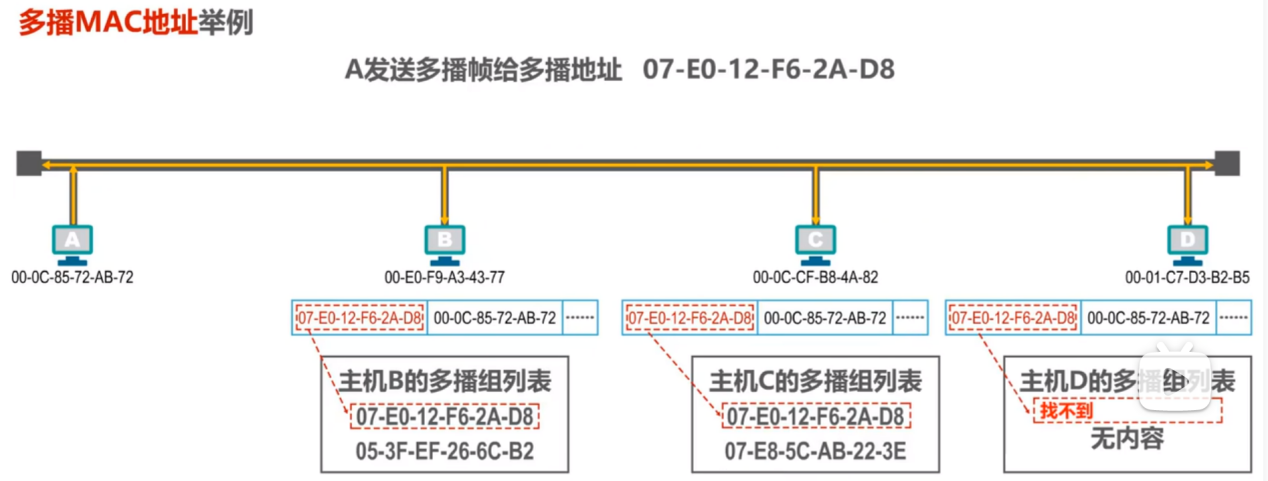 多播MAC地址举例
A发送多播帧给多播地址 07-E0-12-F6-2A-D8
A
B
C
D
00-0C-85-72-AB-72
00-E0-F9-A3-43-77
00-0C-CF-B8-4A-82
00-01-C7-D3-B2-B5
07-E0-12-F6-2A-D8 00-0C-85-72-AB-72 ······
07-E0-12-F6-2A-D8 00-0C-85-72-AB-72 ······
07-E0-12-F6-2A-D8 00-0C-85-72-AB-72 ······
主机B的多播组列表
07-E0-12-F6-2A-D8
05-3F-EF-26-6C-B2
主机C的多播组列表
07-E0-12-F6-2A-D8
07-E8-5C-AB-22-3E
主机D的多播组列表
找不到
无内容